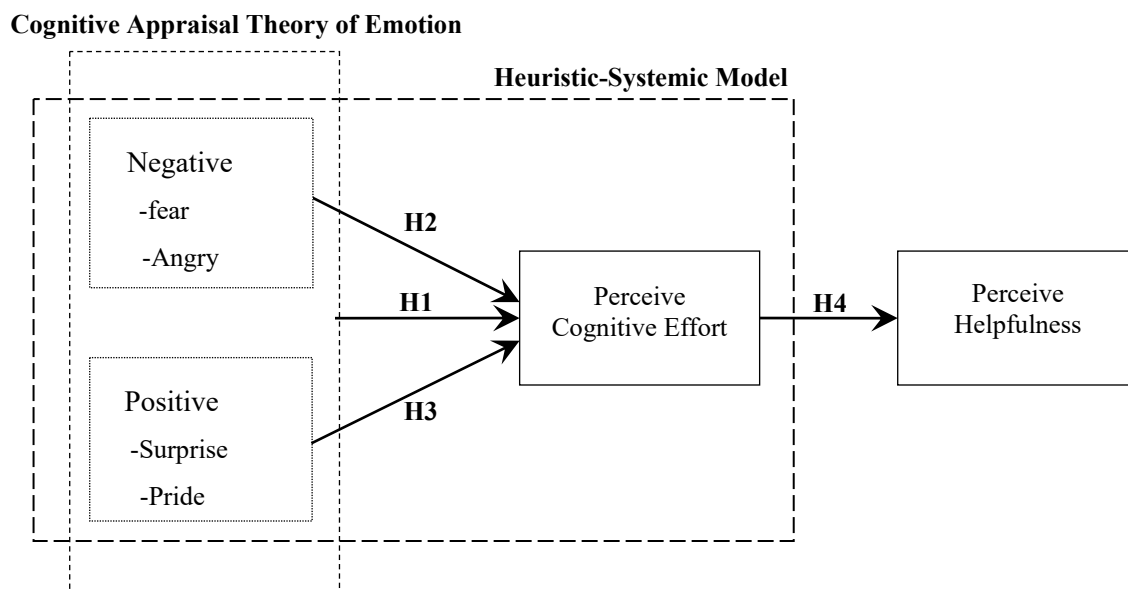 Cognitive Appraisal Theory of Emotion
Heuristic-Systemic Model
Negative
-fear
-Angry
H2
H1
Perceive
Cognitive Effort
H4
Perceive
Helpfulness
Positive
-Surprise
-Pride
H3